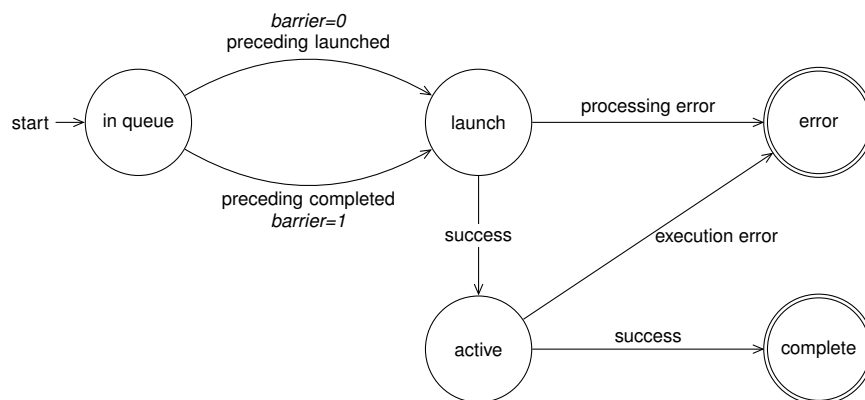 barrier=0
preceding launched
start
in queue
launch
processing error
error
preceding completed
barrier=1
success
execution error
active
success
complete